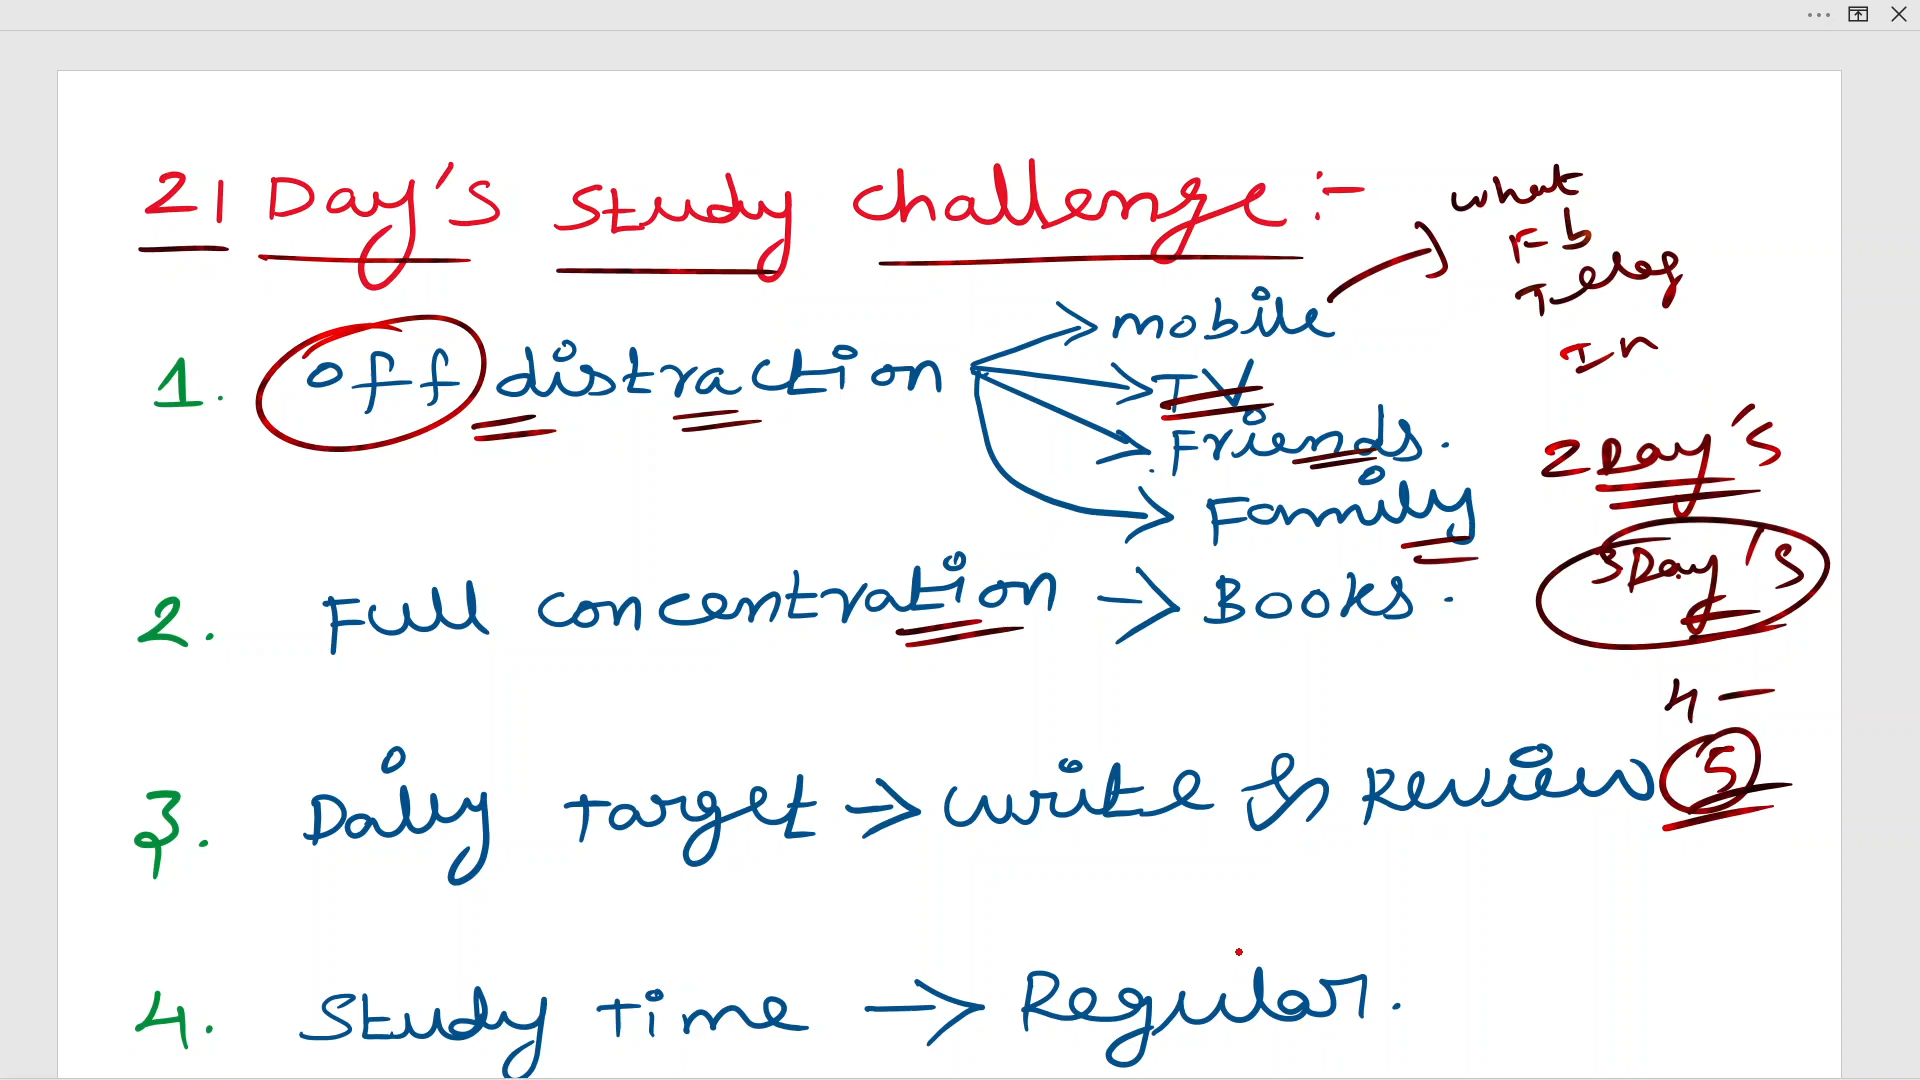 21 Day's study challenge :-
what
Fb
Teleg
In
1. off distraction
mobile
TV
Friends.
Family
2 Day's
3 Day's
2. Full concentration → Books.
4 -
5
3. Daily Target → write & Review
4. Study Time → Regular.